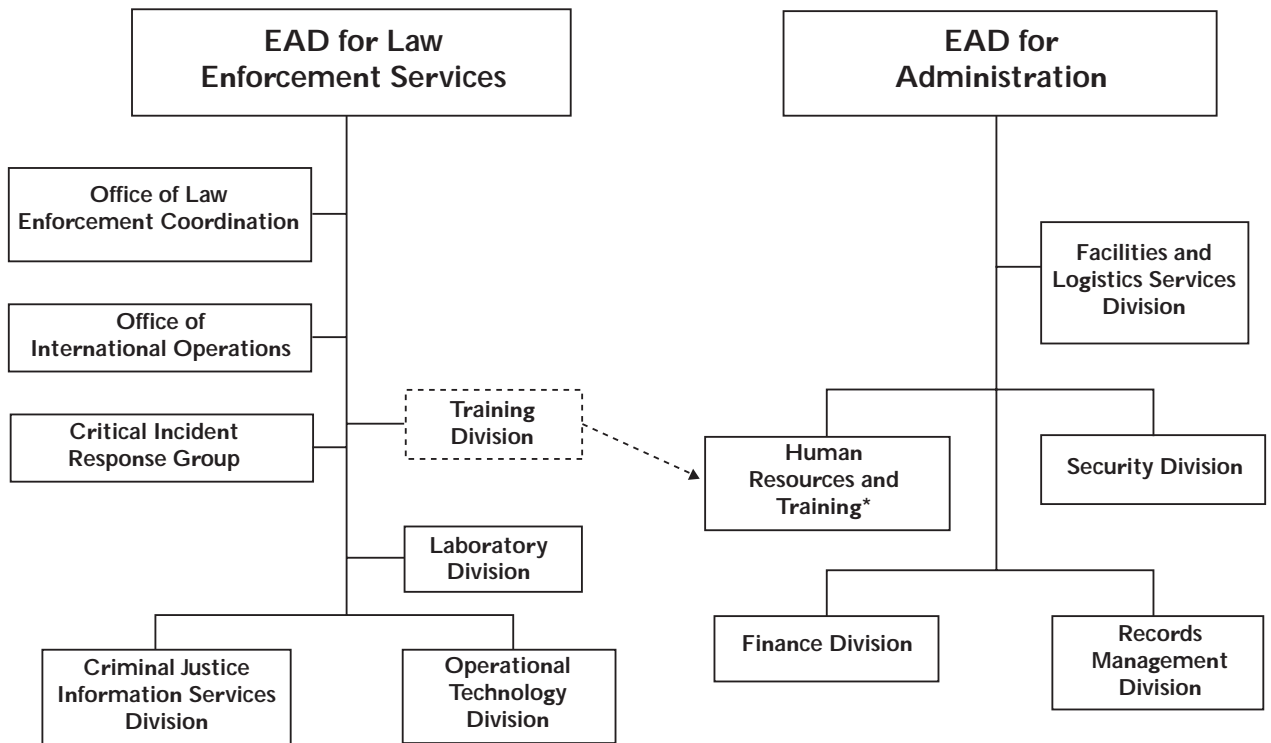 EAD for Law
Enforcement Services
EAD for
Administration
Office of Law
Enforcement Coordination
Facilities and
Logistics Services
Division
Office of
International Operations
Training
Division
Critical Incident
Response Group
Human
Resources and
Training*
Security Division
Laboratory
Division
Finance Division
Records
Management
Division
Criminal Justice
Information Services
Division
Operational
Technology
Division